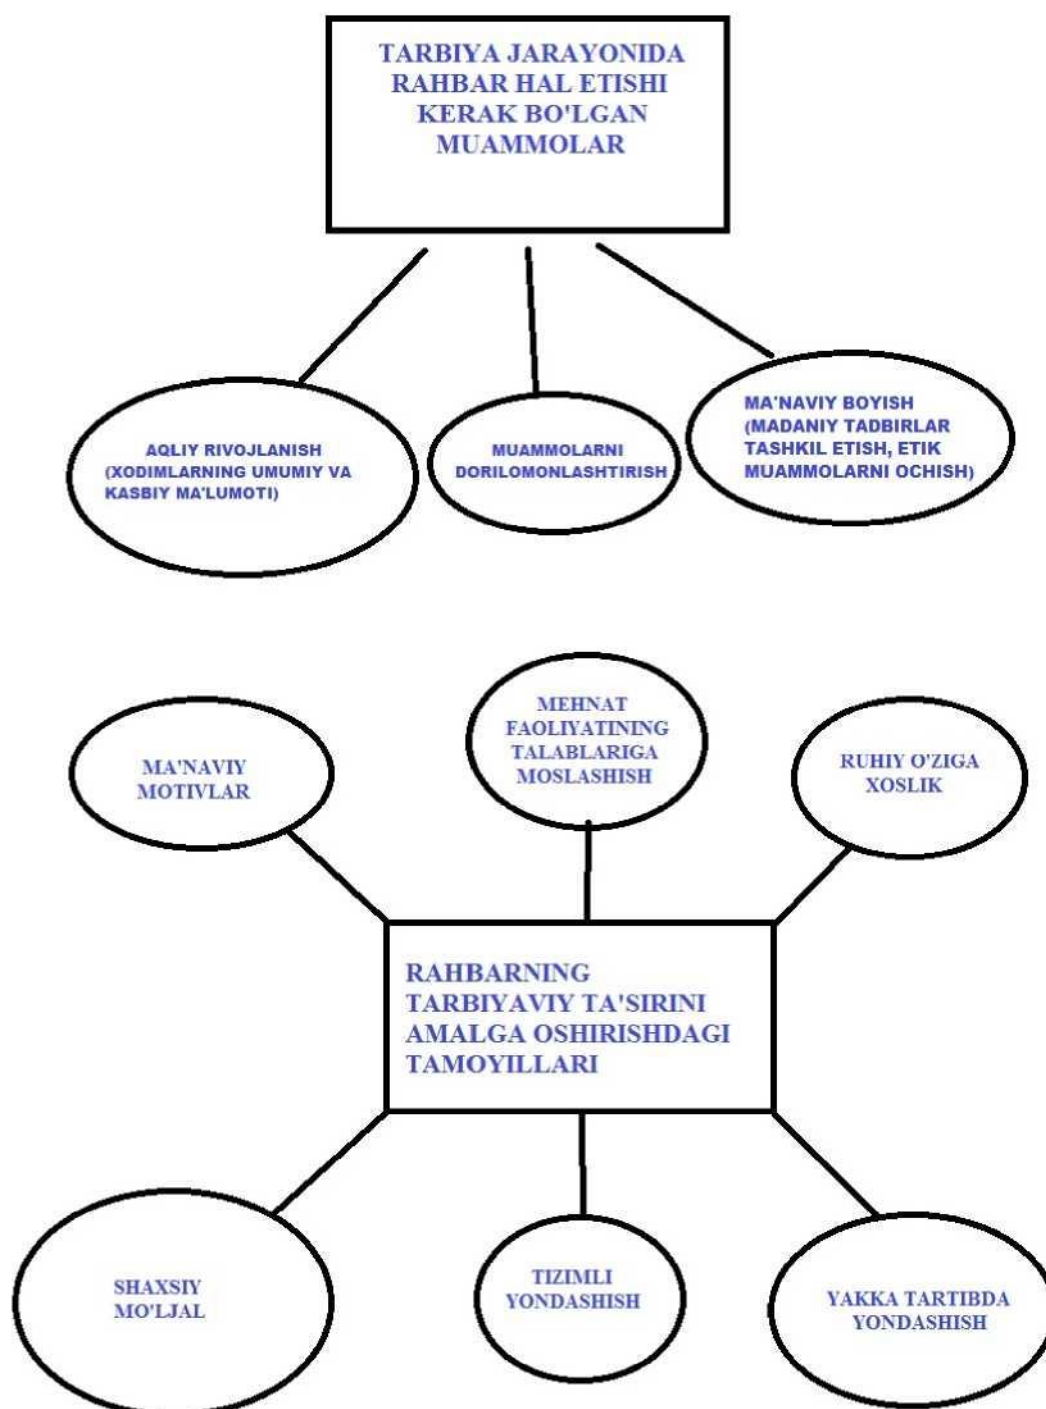 TARBIYA JARAYONIDA
RAHBAR HAL ETISHI
KERAK BO'LGAN
MUAMMOLAR
AQLIY RIVOJLANISH
(XODIMLARNING UMUMIY VA
KASBIY MA'LUMOTI)
MUAMMOLARNI
DORILOMONLASHTIRISH
MA'NAVIY BOYISH
(MADANIY TADBIRLAR
TASHKIL ETISH, ETIK
MUAMMOLARNI OCHISH)
MA'NAVIY
MOTIVLAR
MEHNAT
FAOLIYATINING
TALABLARIGA
MOSLASHISH
RUHIY O'ZIGA
XOSLIK
RAHBARNING
TARBIYAVIY TA'SIRINI
AMALGA OSHIRISHDAGI
TAMOYILLARI
SHAXSIY
MO'LJAL
TIZIMLI
YONDASHISH
YAKKA TARTIBDA
YONDASHISH